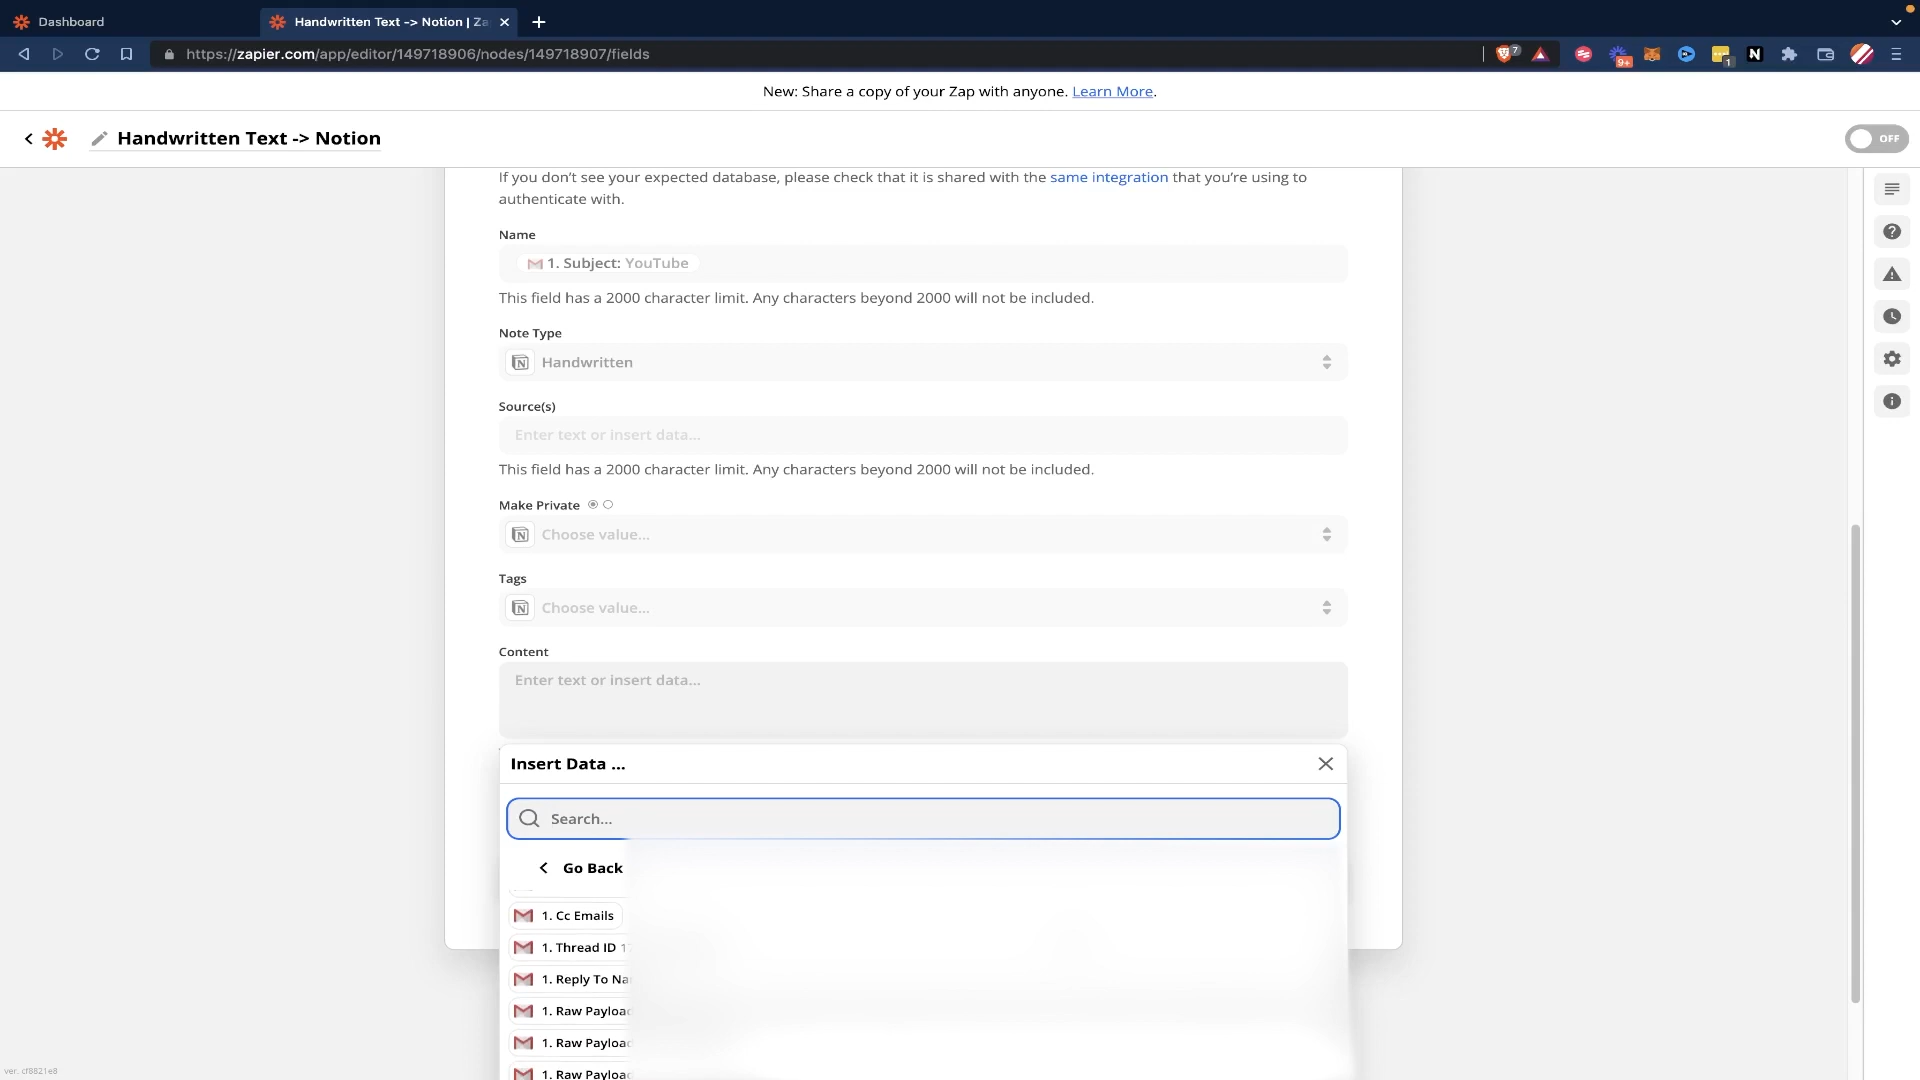 Dashboard
Handwritten Text -> Notion | Za
https://zapier.com/app/editor/149718906/nodes/149718907/fields
7
9+
1
New: Share a copy of your Zap with anyone. Learn More.
Handwritten Text -> Notion
OFF
If you don't see your expected database, please check that it is shared with the same integration that you're using to
authenticate with.
Name
1. Subject: YouTube
This field has a 2000 character limit. Any characters beyond 2000 will not be included.
Note Type
Handwritten
Source(s)
Enter text or insert data...
This field has a 2000 character limit. Any characters beyond 2000 will not be included.
Make Private
Choose value...
Tags
Choose value...
Content
Enter text or insert data...
Insert Data ...
Search...
Go Back
1. Cc Emails
1. Thread ID
1. Reply To
1. Raw
1. Raw
1. Raw
ver. cf8821e8